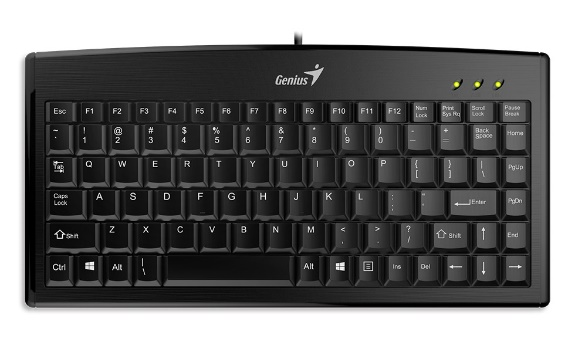 Genius
Esc F1 F2 F3 F4 F5 F6 F7 F8 F9 F10 F11 F12 Num Lock Print Sys Rq Scroll Lock Pause Break
~ ! @ # $ % ^ & * ( ) - + Back Space Home
1 2 3 4 5 6 7 8 9 0
Tab Q W E R T Y U I O P { [ } ] | \ PgUp
Caps Lock A S D F G H J K L : ; Enter PgDn
Shift Z X C V B N M < , > . ? / Shift ↑ End
Ctrl Alt | \ Alt Ins Del ← ↓ →